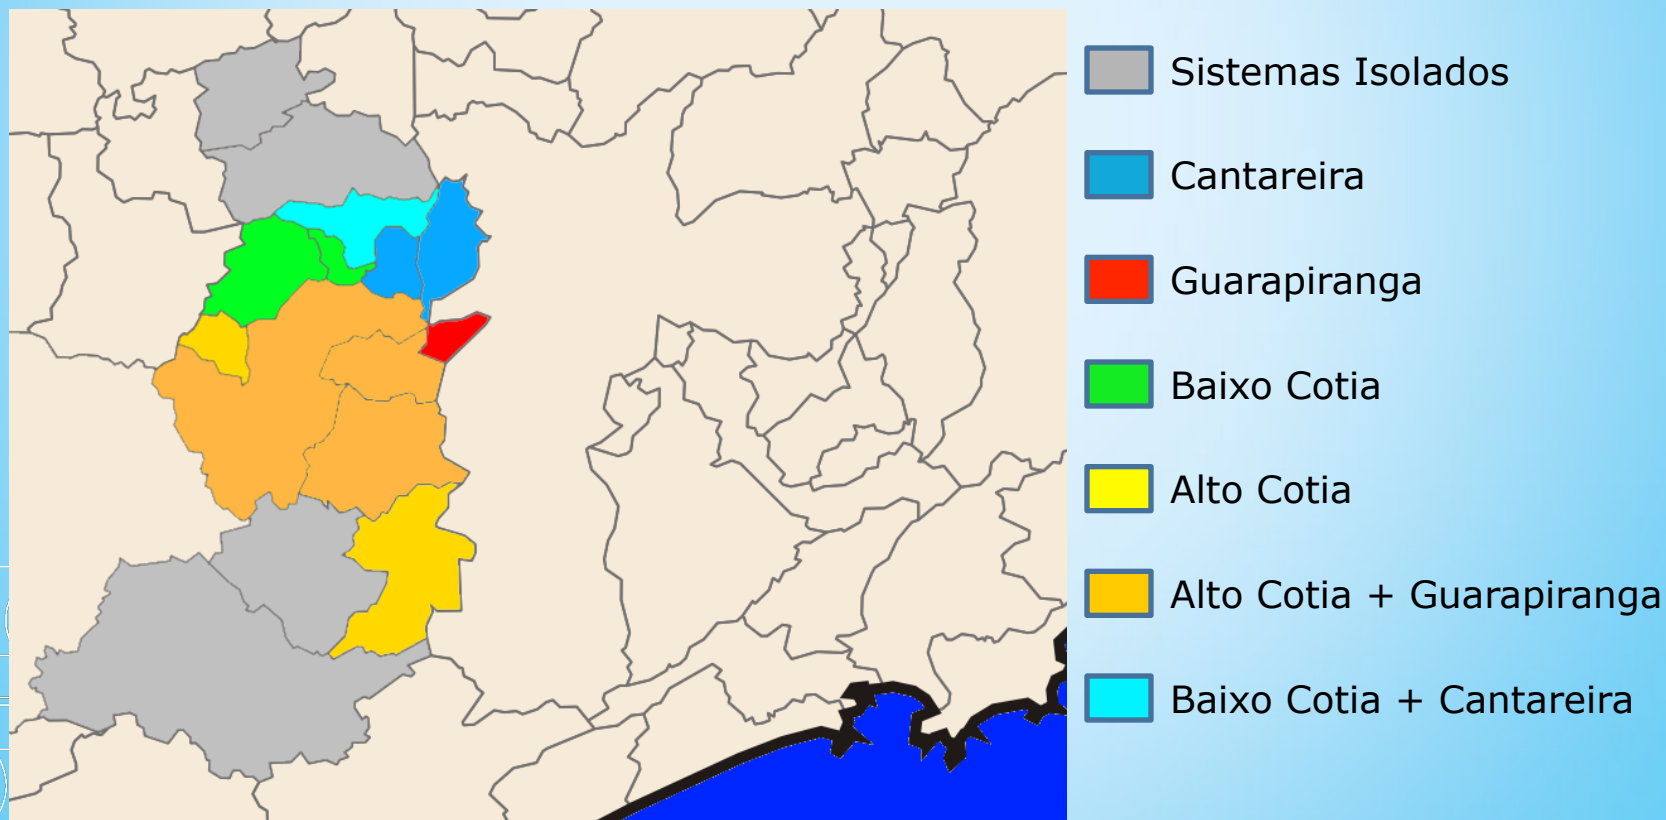 Sistemas Isolados
Cantareira
Guarapiranga
Baixo Cotia
Alto Cotia
Alto Cotia + Guarapiranga
Baixo Cotia + Cantareira